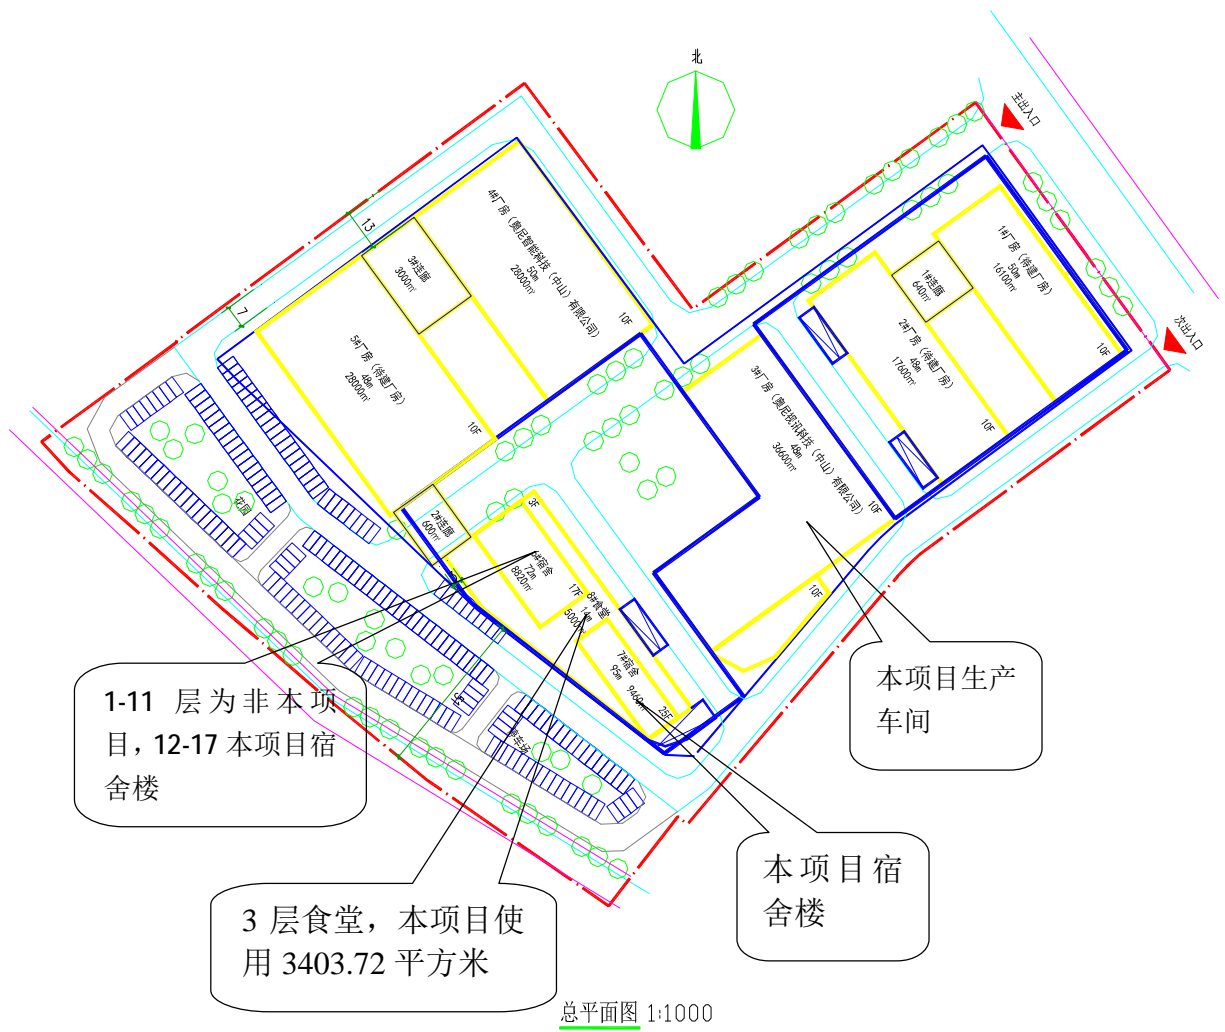 北
主出入口
次出入口
13
7
4#厂房（奥尼智能科技（中山）有限公司）
50m
28000㎡
10F
3#连廊
3000㎡
5#厂房（待建厂房）
48m
28000㎡
10F
1#厂房（待建厂房）
50m
16100㎡
10F
1#连廊
640㎡
2#厂房（待建厂房）
48m
17600㎡
10F
3#厂房（奥尼视讯科技（中山）有限公司）
48m
36600㎡
10F
10F
花园
2#连廊
600㎡
3F
6#宿舍
72m
8820㎡
17F
8#食堂
14m
5000㎡
7#宿舍
95m
9460㎡
25F
停车场
1-11 层为非本项
目，12-17 本项目宿
舍楼
本项目生产
车间
3 层食堂，本项目使
用 3403.72 平方米
本项目宿
舍楼
总平面图 1:1000